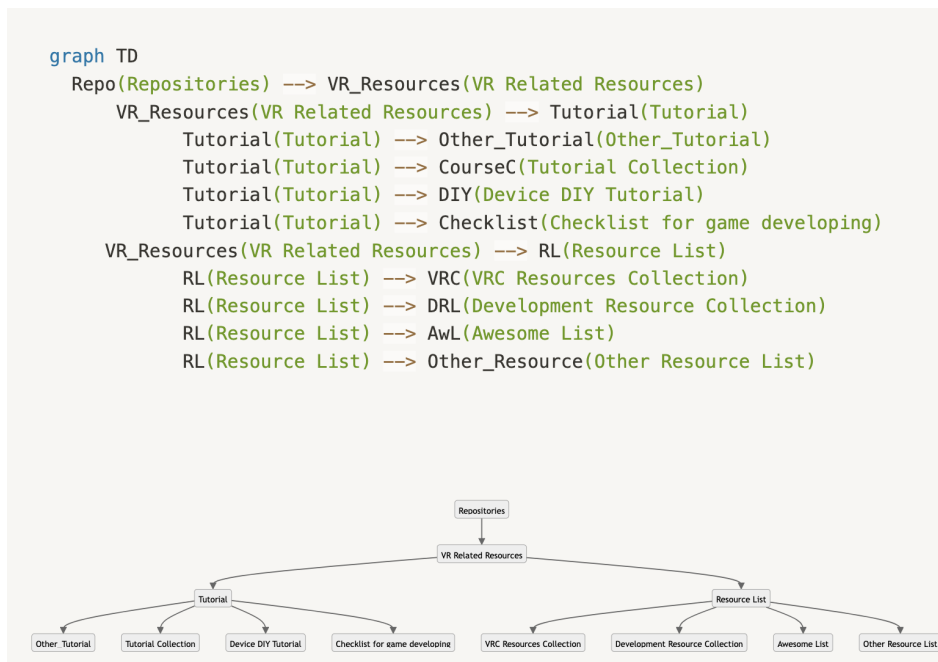 graph TD
Repo(Repositories) --> VR_Resources(VR Related Resources)
VR_Resources(VR Related Resources) --> Tutorial(Tutorial)
Tutorial(Tutorial) --> Other_Tutorial(Other_Tutorial)
Tutorial(Tutorial) --> CourseC(Tutorial Collection)
Tutorial(Tutorial) --> DIY(Device DIY Tutorial)
Tutorial(Tutorial) --> Checklist(Checklist for game developing)
VR_Resources(VR Related Resources) --> RL(Resource List)
RL(Resource List) --> VRC(VRC Resources Collection)
RL(Resource List) --> DRL(Development Resource Collection)
RL(Resource List) --> AwL(Awesome List)
RL(Resource List) --> Other_Resource(Other Resource List)
Repositories
VR Related Resources
Tutorial Resource List
Other_Tutorial Tutorial Collection Device DIY Tutorial Checklist for game developing VRC Resources Collection Development Resource Collection Awesome List Other Resource List